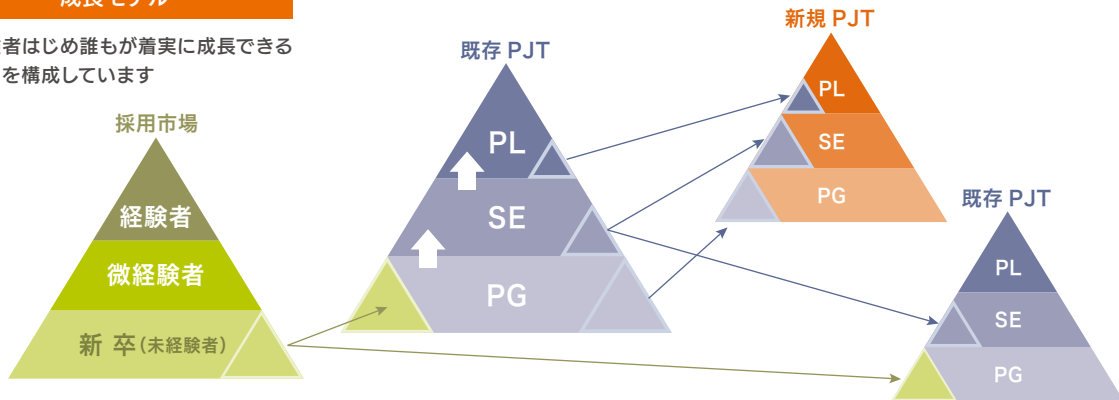 成長モデル
者はじめ誰もが着実に成長できる
を構成しています
採用市場
経験者
微経験者
新 卒(未経験者)
既存 PJT
PL
SE
PG
新規 PJT
PL
SE
PG
既存 PJT
PL
SE
PG